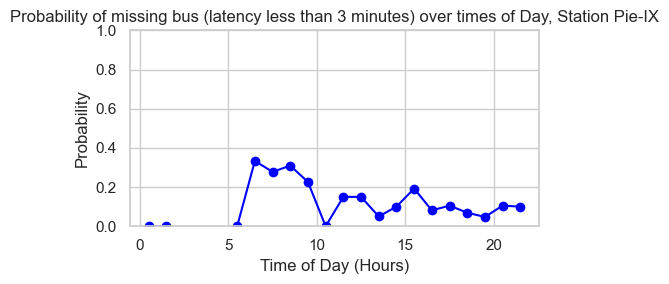 Probability of missing bus (latency less than 3 minutes) over times of Day, Station Pie-IX
1.0
0.8
0.6
0.4
0.2
0.0
Probability
0 5 10 15 20
Time of Day (Hours)